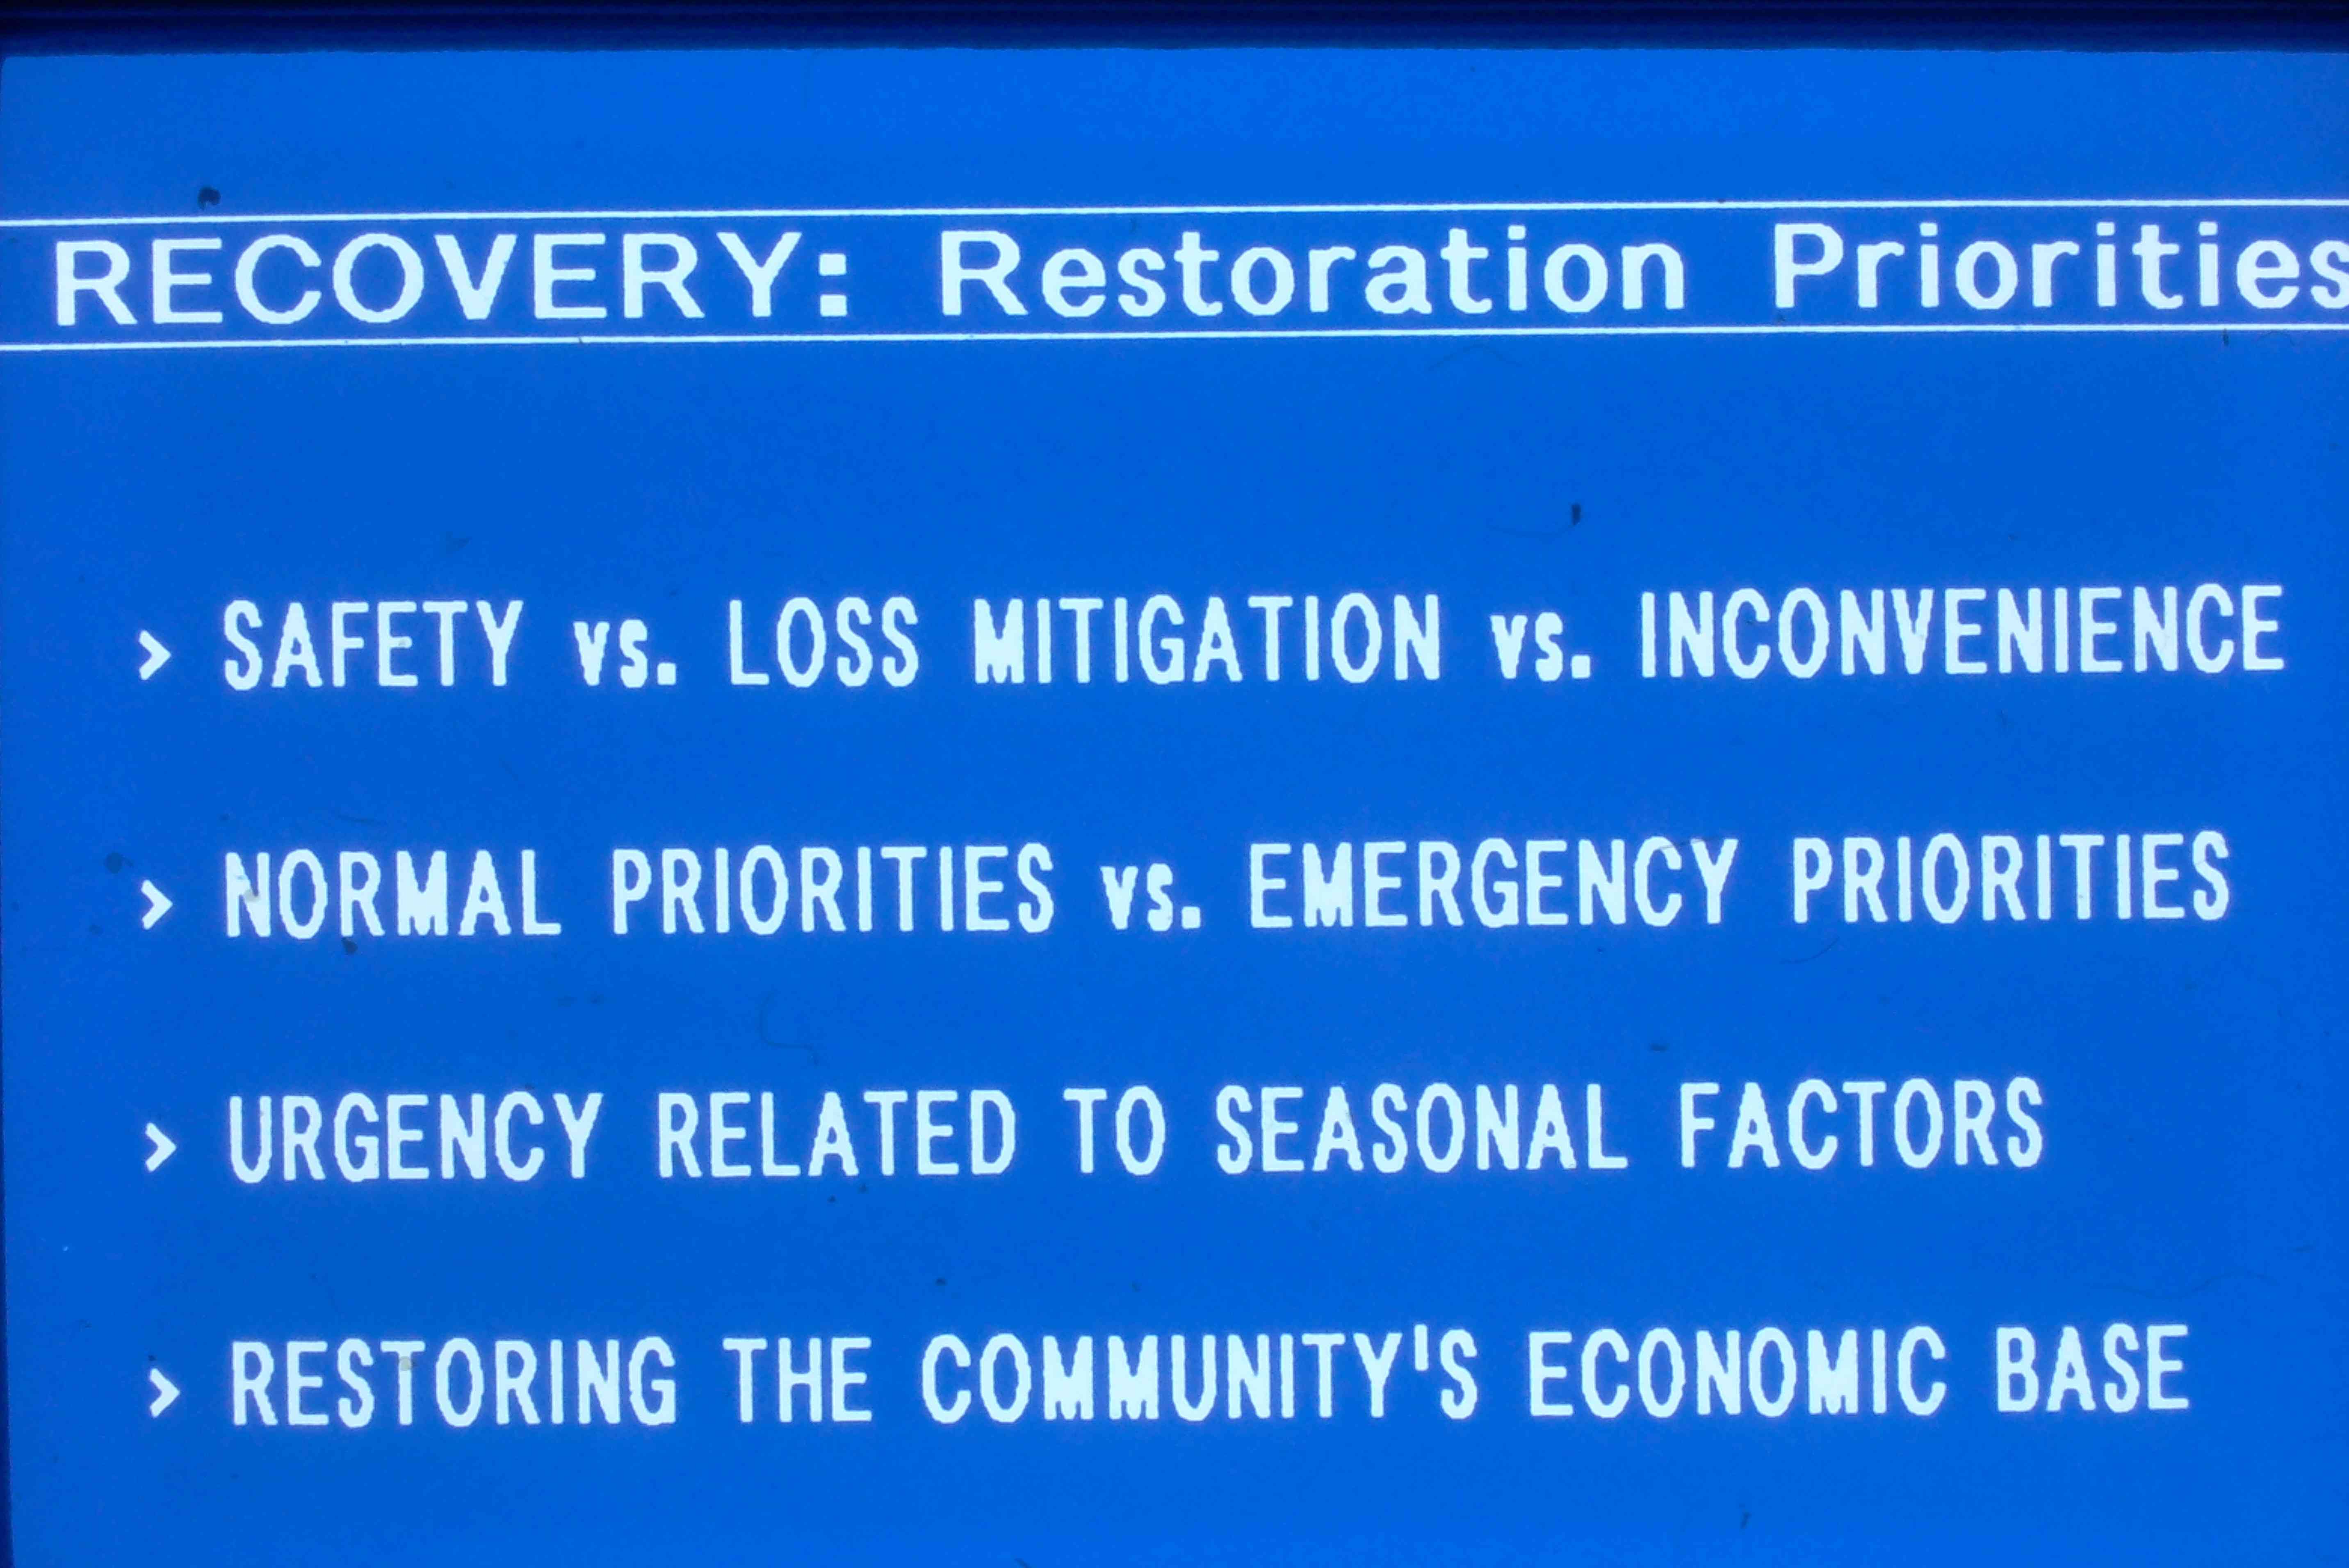 RECOVERY: Restoration Priorities
> SAFETY vs. LOSS MITIGATION vs. INCONVENIENCE
> NORMAL PRIORITIES vs. EMERGENCY PRIORITIES
> URGENCY RELATED TO SEASONAL FACTORS
> RESTORING THE COMMUNITY'S ECONOMIC BASE